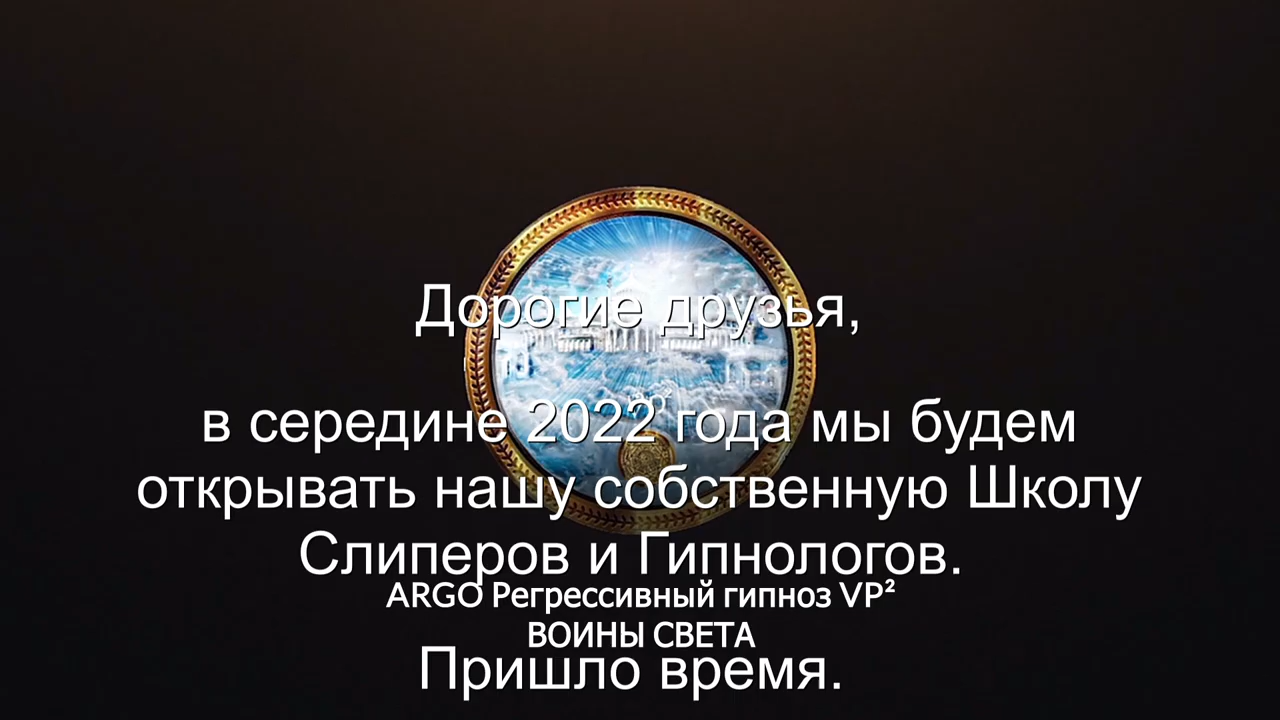 Дорогие друзья,
в середине 2022 года мы будем
открывать нашу собственную Школу
Слиперов и Гипнологов.
ARGO Регрессивный гипноз VP²
ВОИНЫ СВЕТА
Пришло время.